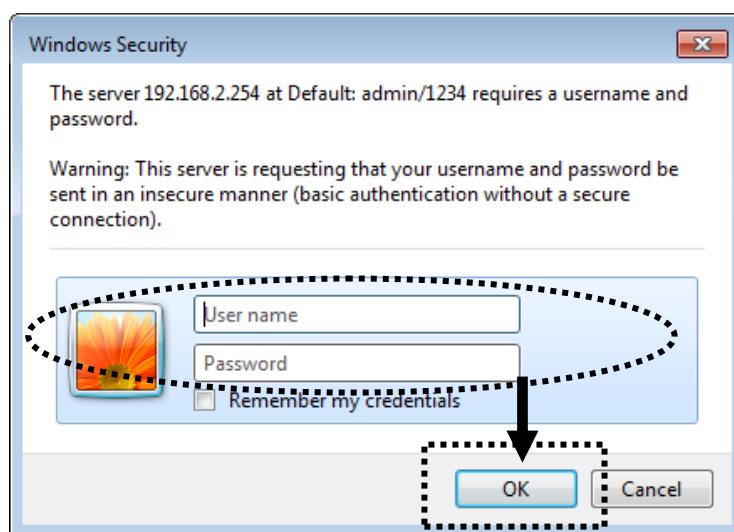 Windows Security
The server 192.168.2.254 at Default: admin/1234 requires a username and
password.
Warning: This server is requesting that your username and password be
sent in an insecure manner (basic authentication without a secure
connection).
User name
Password
Remember my credentials
OK
Cancel